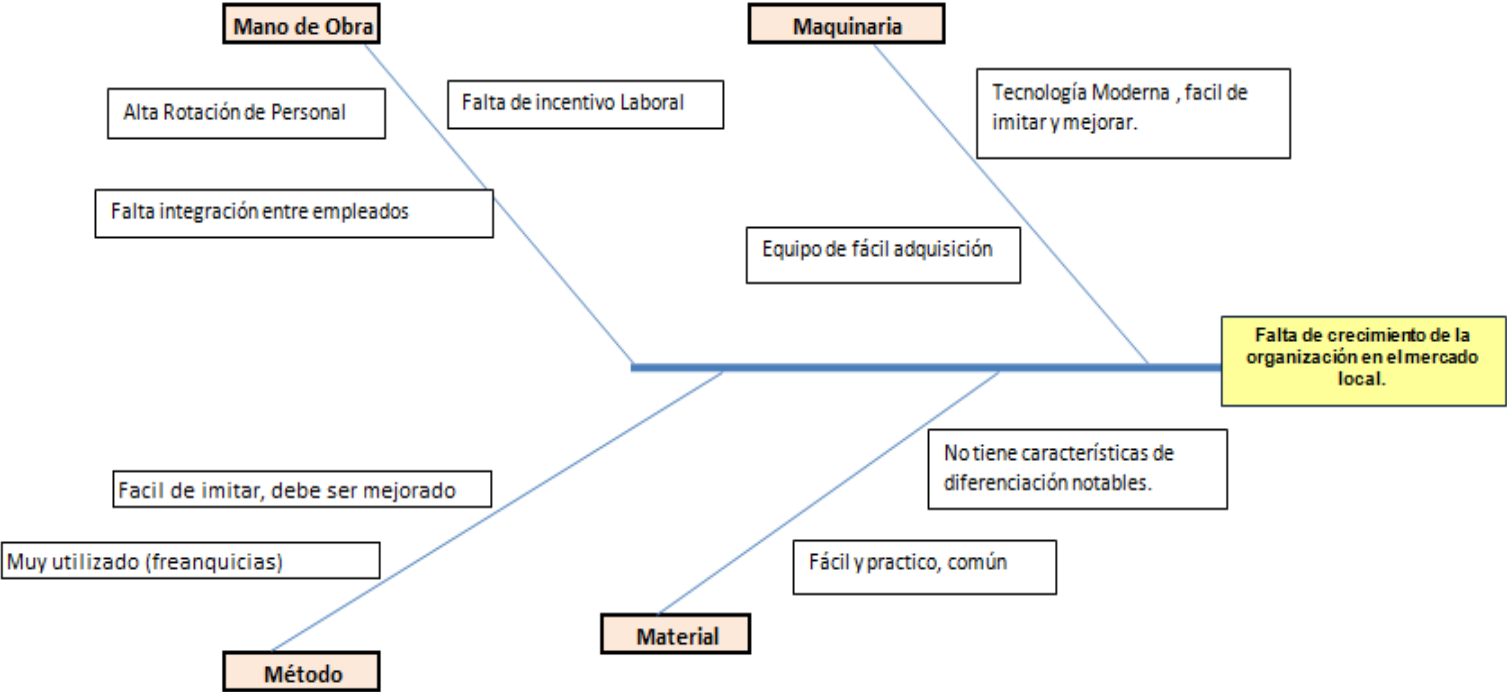 Mano de Obra
Maquinaria
Alta Rotación de Personal
Falta de incentivo Laboral
Tecnología Moderna , facil de
imitar y mejorar.
Falta integración entre empleados
Equipo de fácil adquisición
Falta de crecimiento de la
organización en el mercado
local.
No tiene características de
diferenciación notables.
Facil de imitar, debe ser mejorado
Muy utilizado (freanquicias)
Fácil y practico, común
Material
Método